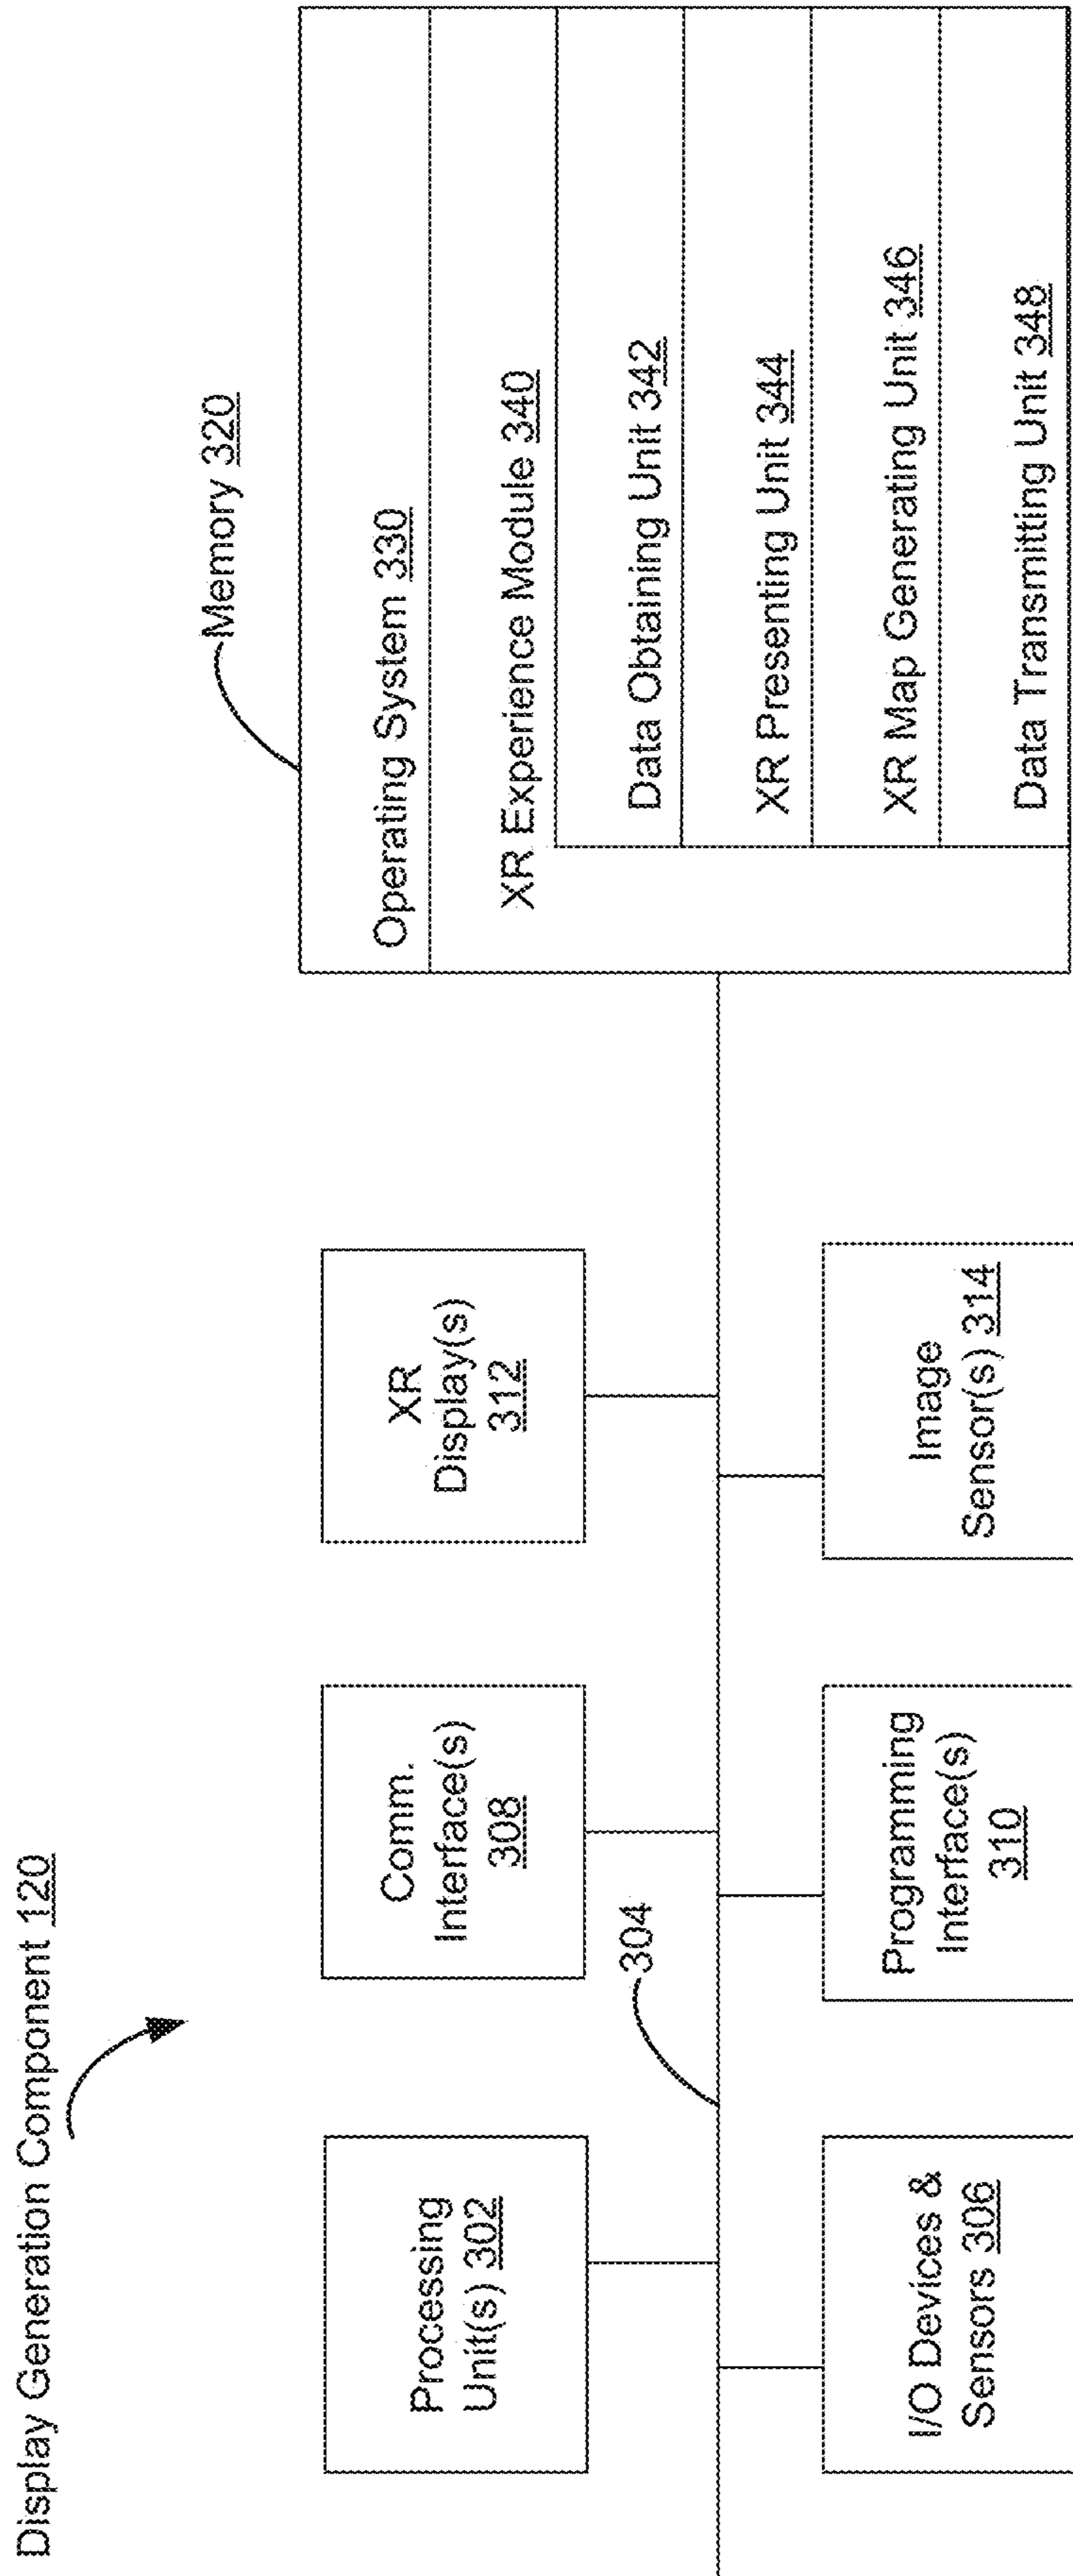 Display Generation Component 120
Memory 320
Processing
Unit(s) 302
Comm.
Interface(s)
308
XR
Display(s)
312
304
I/O Devices &
Sensors 306
Programming
Interface(s)
310
Image
Sensor(s) 314
Operating System 330
XR Experience Module 340
Data Obtaining Unit 342
XR Presenting Unit 344
XR Map Generating Unit 346
Data Transmitting Unit 348